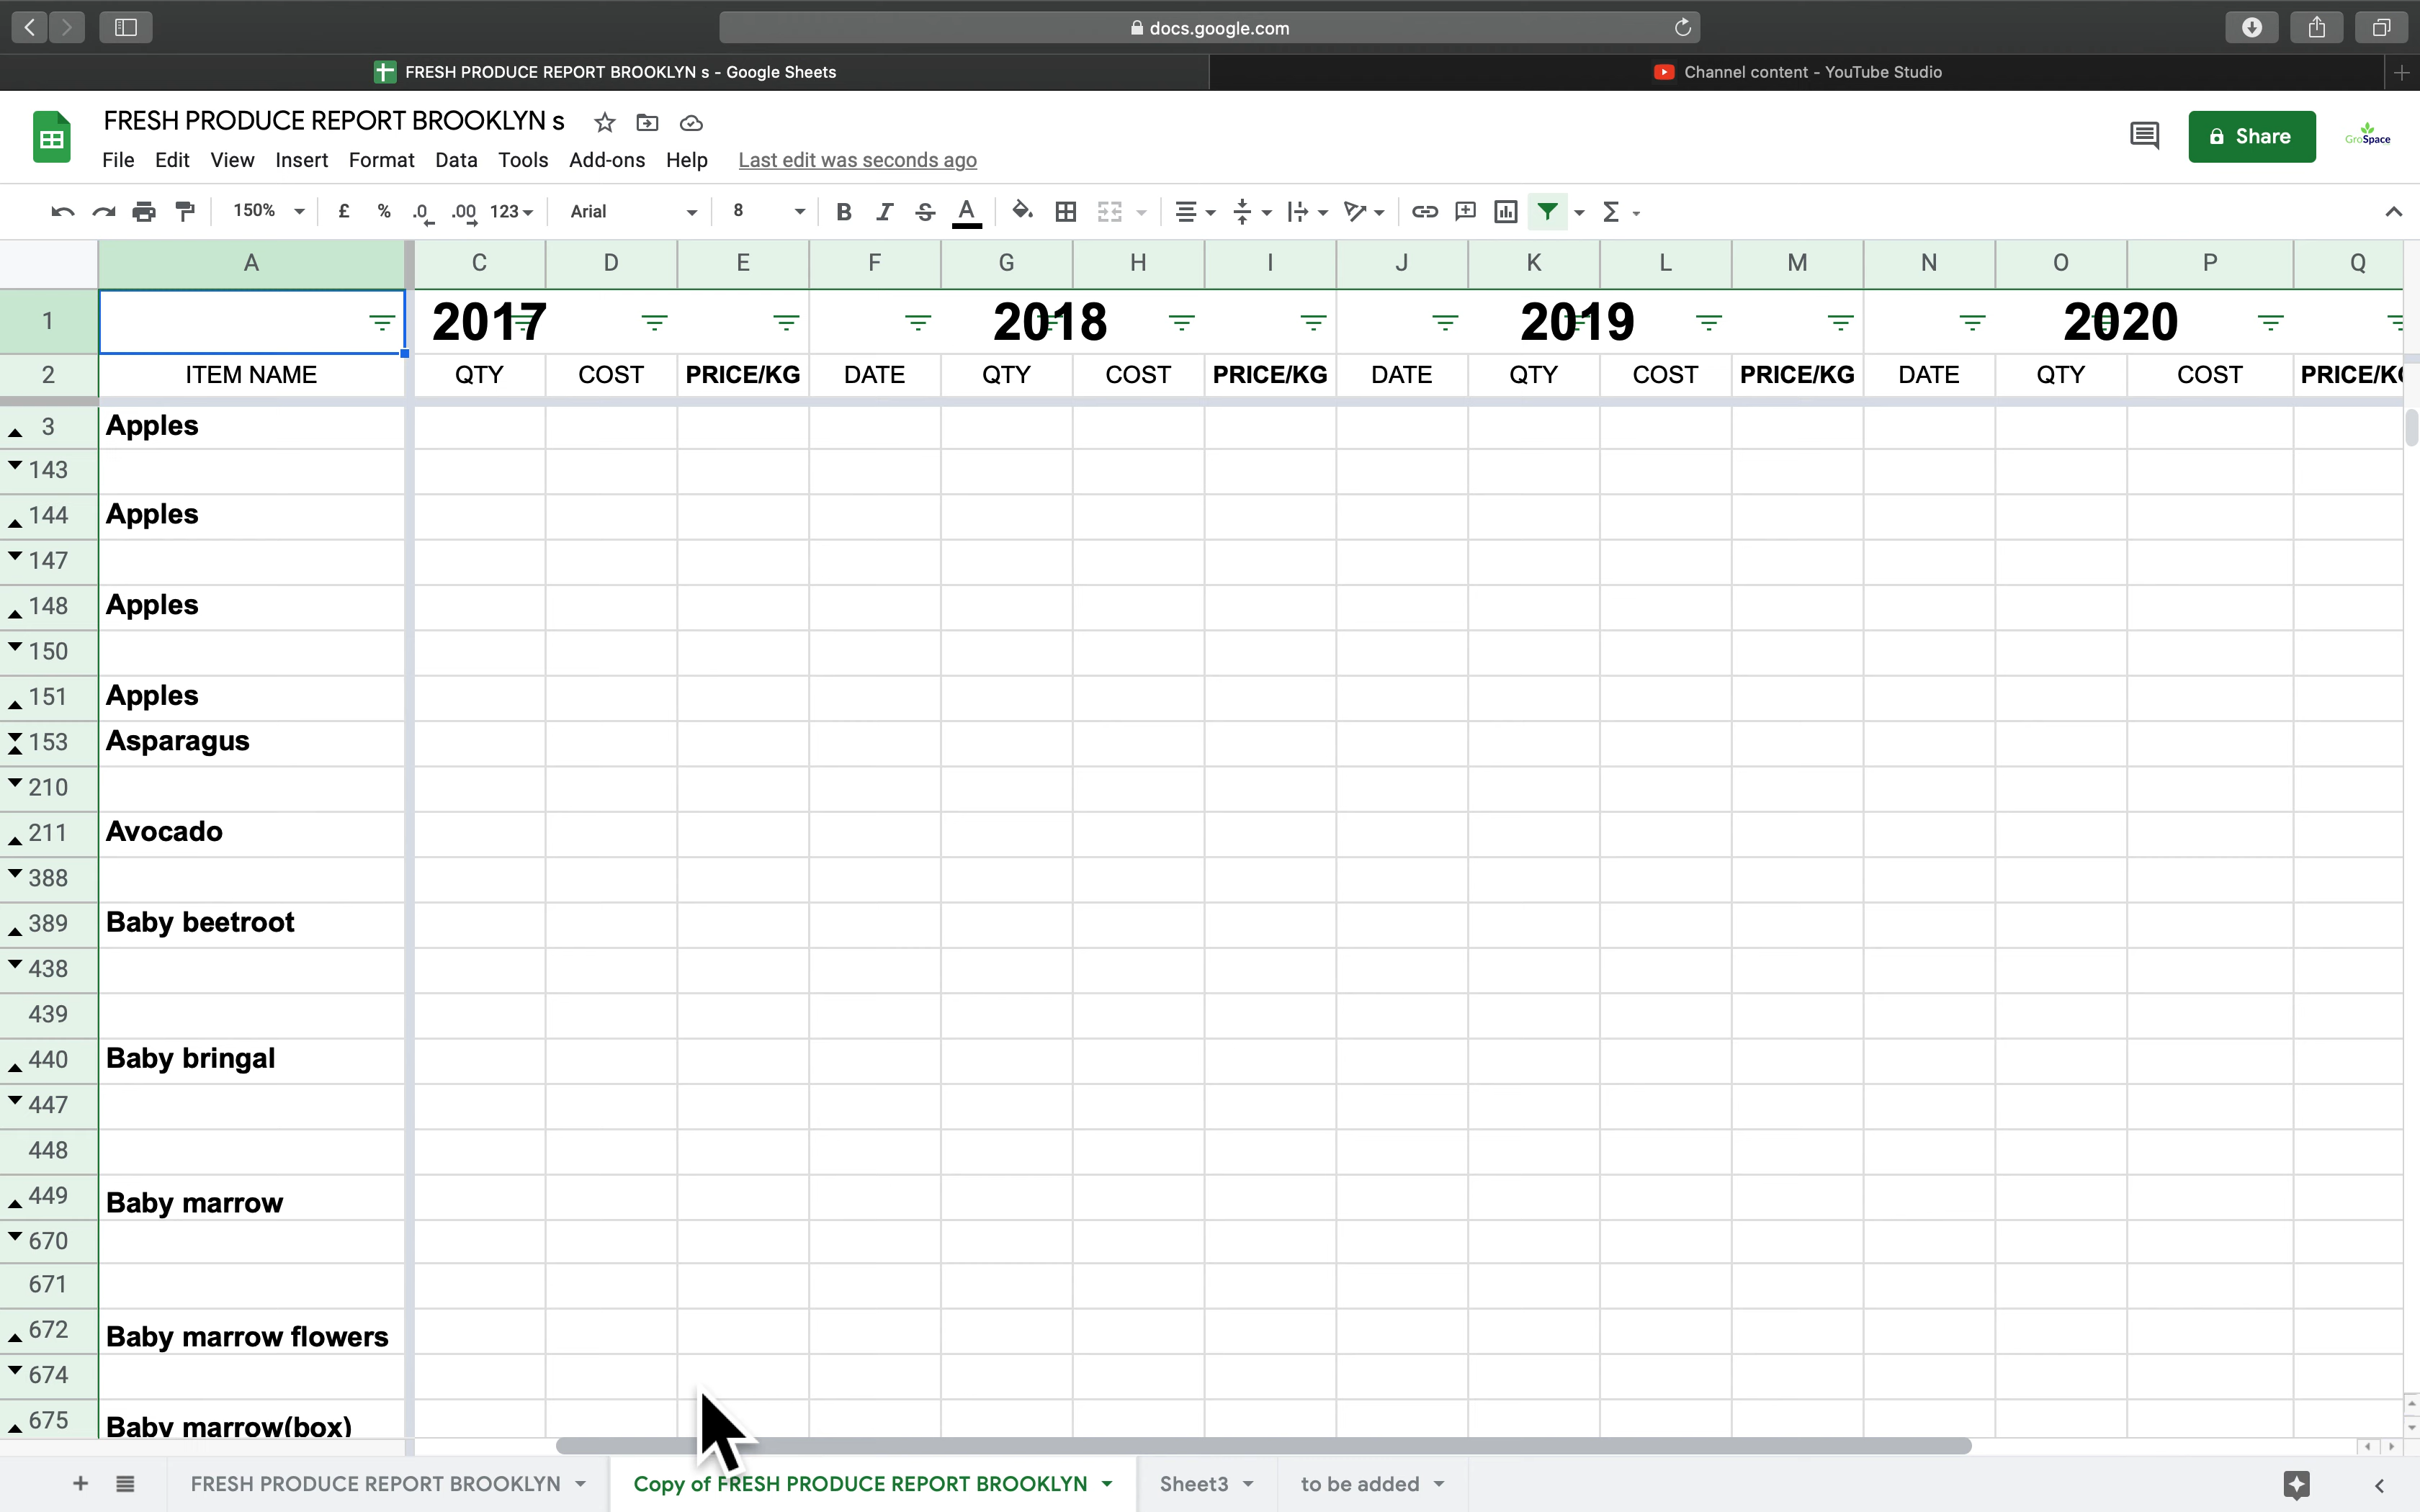 docs.google.com
FRESH PRODUCE REPORT BROOKLYN s - Google Sheets
Channel content - YouTube Studio
FRESH PRODUCE REPORT BROOKLYN s
Share
GroSpace
File Edit View Insert Format Data Tools Add-ons Help Last edit was seconds ago
150% £ % .0 .00 123 Arial 8 B I S A Σ
A C D E F G H I J K L M N O P Q
1 2017 2018 2019 2020
2 ITEM NAME QTY COST PRICE/KG DATE QTY COST PRICE/KG DATE QTY COST PRICE/KG DATE QTY COST
3 Apples
143
144 Apples
147
148 Apples
150
151 Apples
153 Asparagus
210
211 Avocado
388
389 Baby beetroot
438
439
440 Baby bringal
447
448
449 Baby marrow
670
671
672 Baby marrow flowers
674
675 Baby marrow(box)
+ FRESH PRODUCE REPORT BROOKLYN Copy of FRESH PRODUCE REPORT BROOKLYN Sheet3 to be added